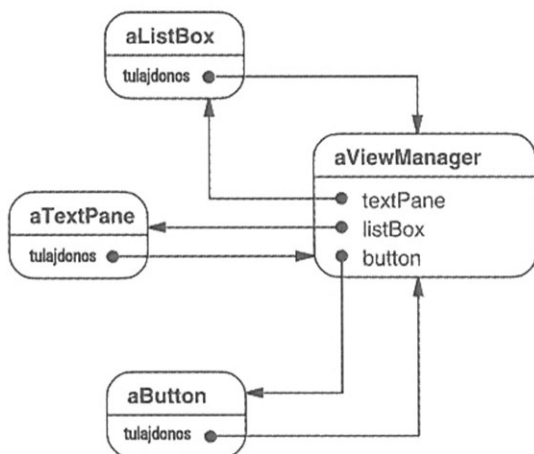 aListBox
tulajdonos
aViewManager
textPane
listBox
button
aTextPane
tulajdonos
aButton
tulajdonos